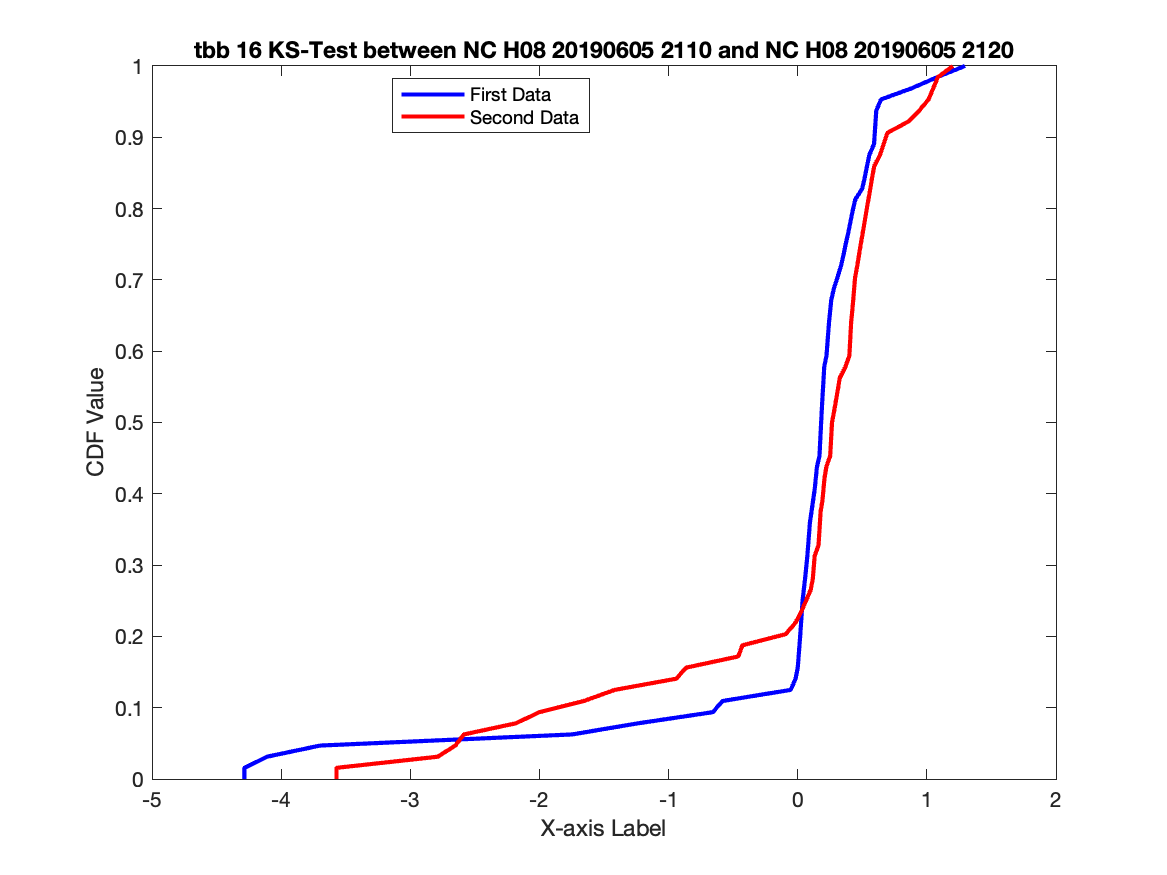 tbb 16 KS-Test between NC H08 20190605 2110 and NC H08 20190605 2120
First Data
Second Data
CDF Value
1
0.9
0.8
0.7
0.6
0.5
0.4
0.3
0.2
0.1
0
-5 -4 -3 -2 -1 0 1 2
X-axis Label